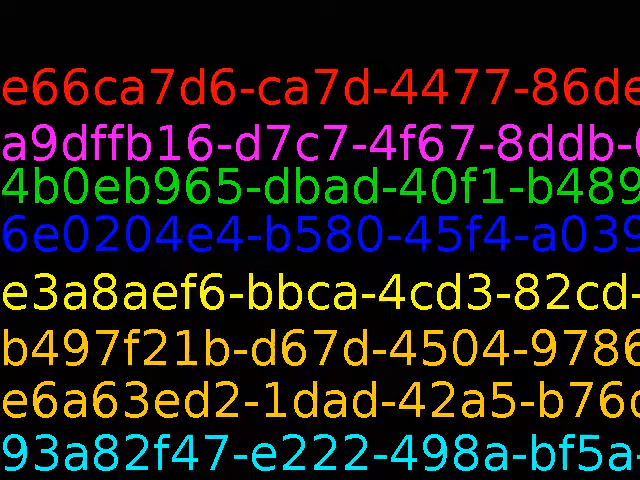 e66ca7d6-ca7d-4477-86de
a9dffb16-d7c7-4f67-8ddb-
4b0eb965-dbad-40f1-b489
6e0204e4-b580-45f4-a039
e3a8aef6-bbca-4cd3-82cd-
b497f21b-d67d-4504-9786
e6a63ed2-1dad-42a5-b76
93a82f47-e222-498a-bf5a-